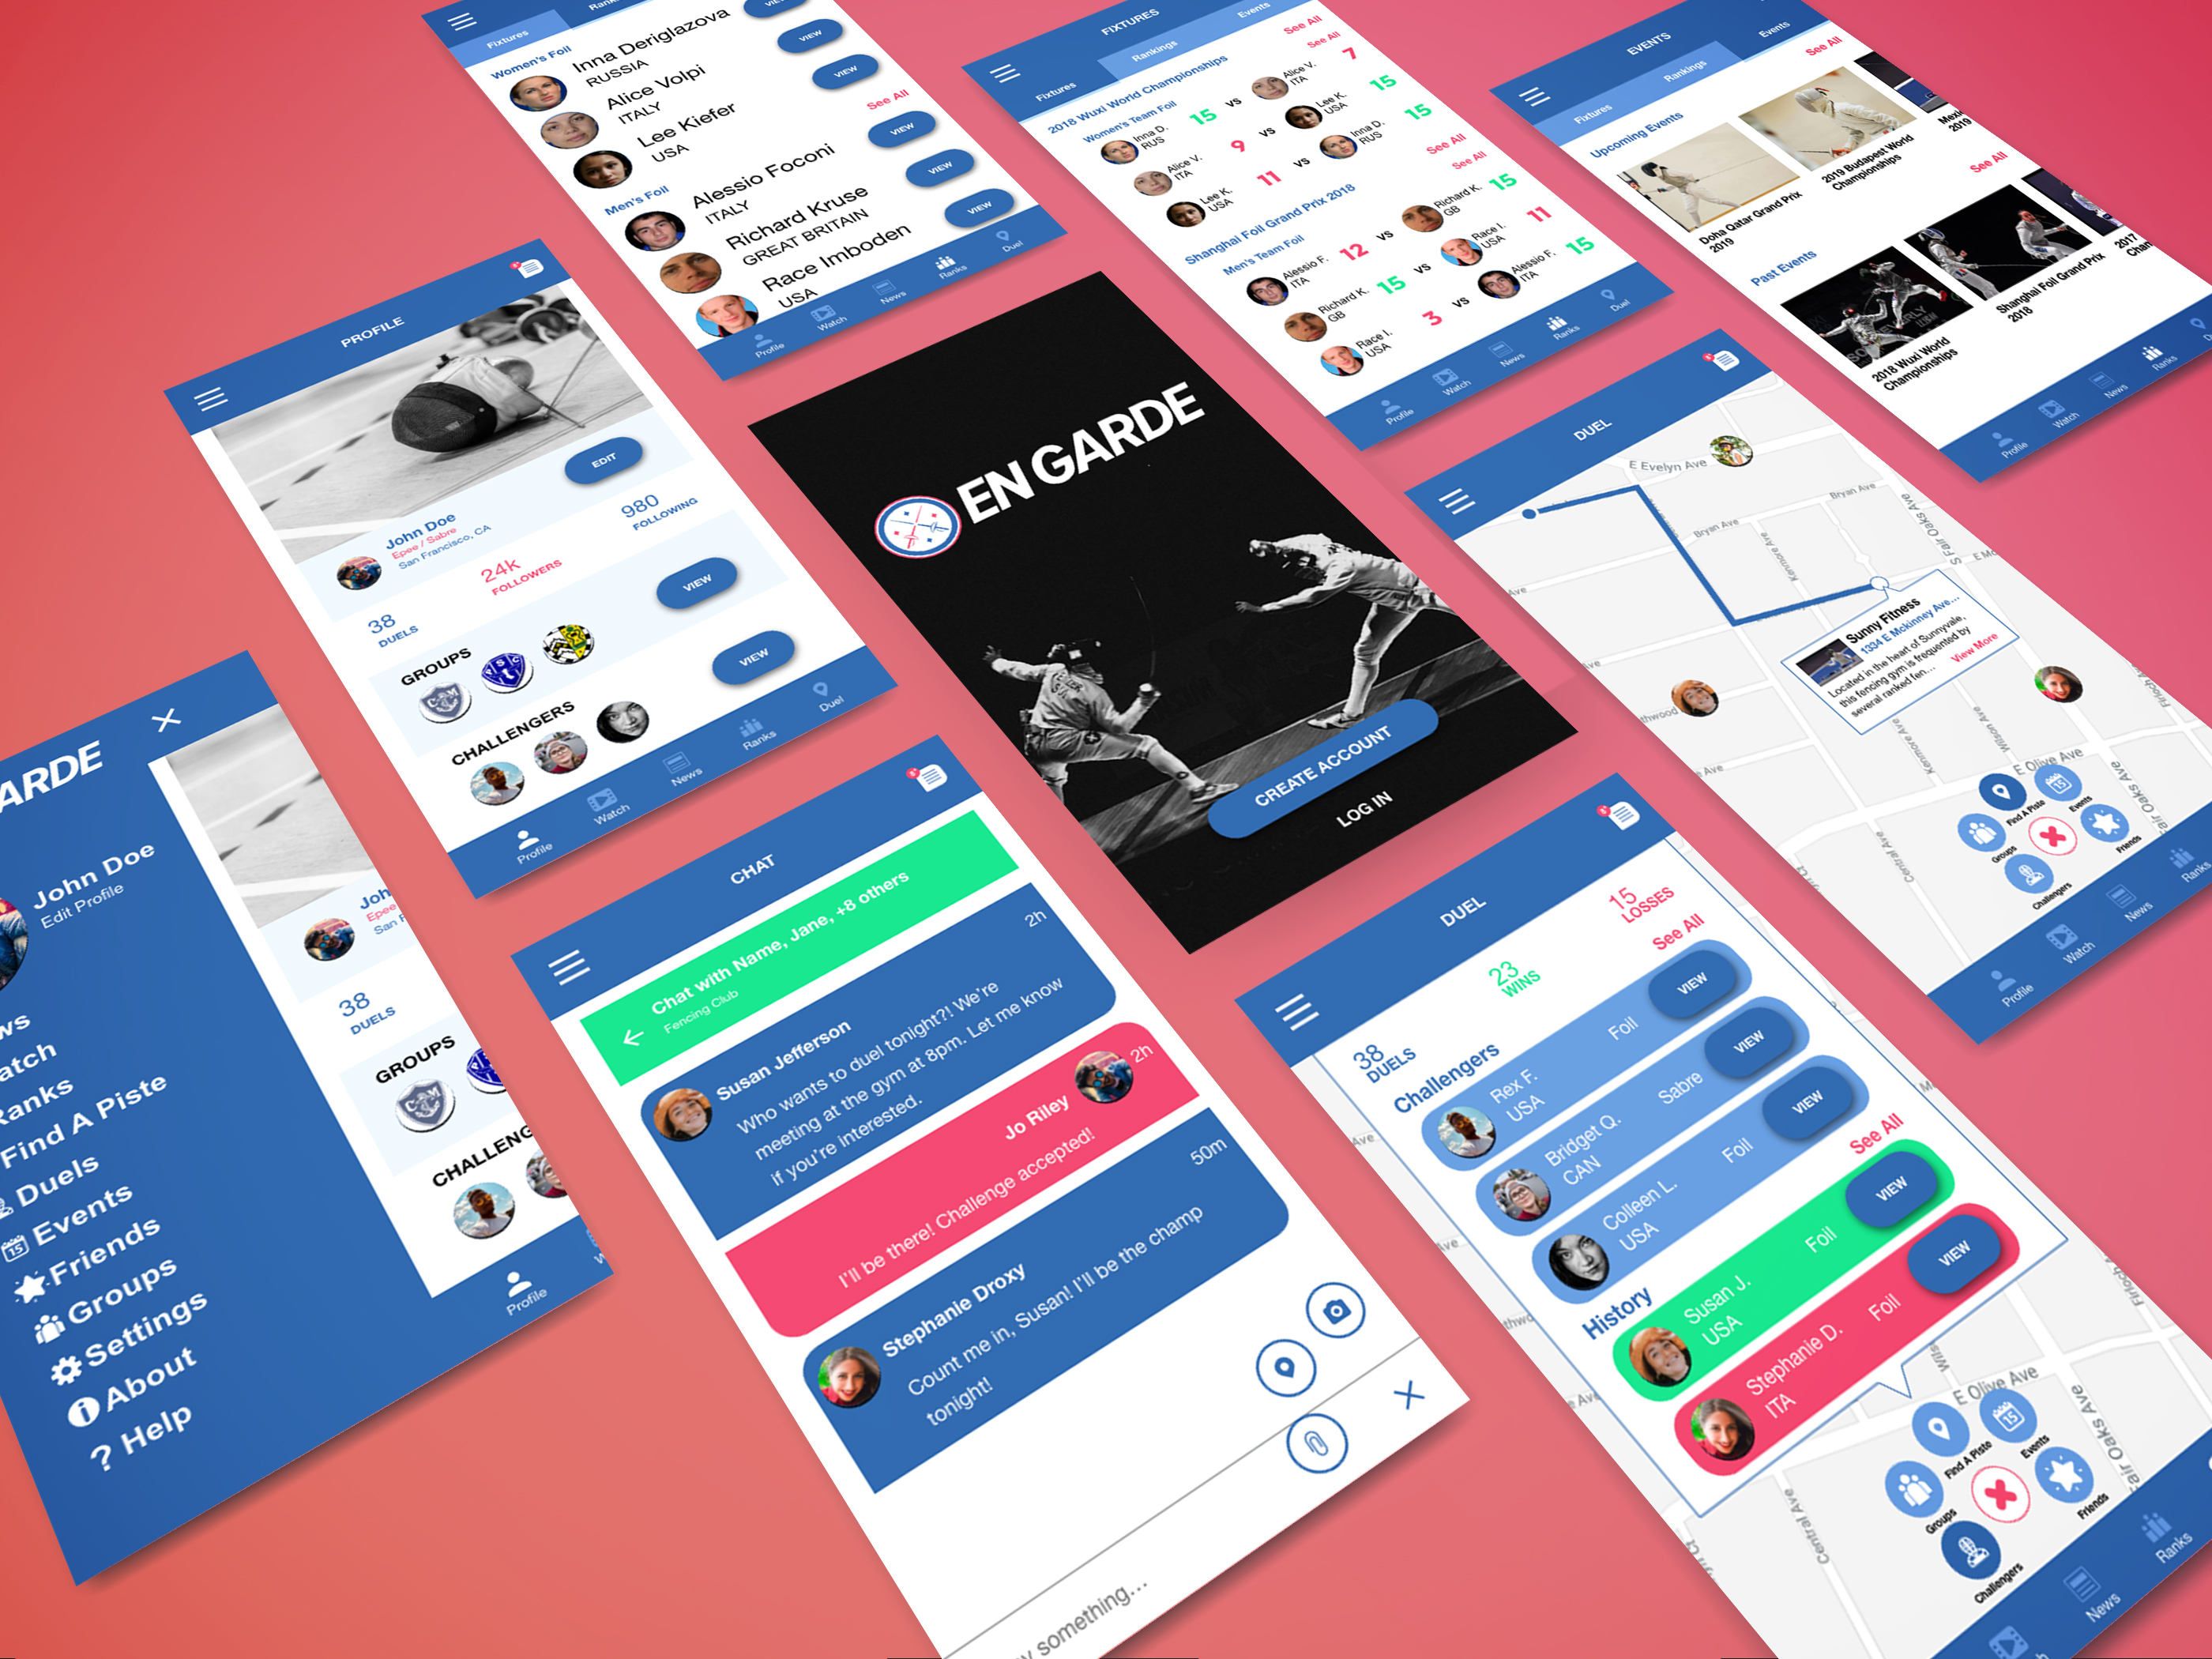 Fixtures
Women's Foil
Inna Deriglazova
RUSSIA
VIEW
Alice Volpi
ITALY
VIEW
Lee Kiefer
USA
See All
Men's Foil
Alessio Foconi
ITALY
VIEW
Richard Kruse
GREAT BRITAIN
VIEW
Race Imboden
USA
VIEW
Profile
Watch
News
Ranks
Duel
FIXTURES
Fixtures
Rankings
Events
See All
2018 Wuxi World Championships
See All
Women's Team Foil
Inna D.
RUS
15
VS
Alice V.
ITA
7
Alice V.
ITA
9
VS
Lee K.
USA
15
Lee K.
USA
11
VS
Inna D.
RUS
15
See All
Shanghai Foil Grand Prix 2018
See All
Men's Team Foil
Alessio F.
ITA
12
VS
Richard K.
GB
15
Richard K.
GB
15
VS
Race I.
USA
11
Race I.
USA
3
VS
Alessio F.
ITA
15
Profile
Watch
News
Ranks
Duel
EVENTS
Fixtures
Rankings
Events
Upcoming Events
See All
Doha Qatar Grand Prix
2019
2019 Budapest World
Championships
2019
Past Events
See All
2018 Wuxi World
Championships
Shanghai Foil Grand Prix
2018
2017
Profile
Watch
News
Ranks
PROFILE
EDIT
John Doe
Epee / Sabre
San Francisco, CA
38
DUELS
24k
FOLLOWERS
980
FOLLOWING
GROUPS
VIEW
CHALLENGERS
VIEW
Profile
Watch
News
Ranks
Duel
EN GARDE
CREATE ACCOUNT
LOG IN
DUEL
E Evelyn Ave
Bryan Ave
Bryan Ave
Kenmore Ave
S Fair Oaks Ave
Sunny Fitness
1334 E Mckinney Ave...
Located in the heart of Sunnyvale,
this fencing gym is frequented by
several ranked fen...
View More
Kenmore Ave
Wilson Ave
E Olive Ave
Central Ave
Fair Oaks Ave
Find A Piste
Events
Groups
Friends
Challengers
Profile
Watch
News
Ranks
ARDE
John Doe
Edit Profile
Find A Piste
Duels
Events
Friends
Groups
Settings
About
Help
38
DUELS
GROUPS
Profile
CHAT
Chat with Name, Jane, +8 others
Fencing Club
Susan Jefferson
2h
Who wants to duel tonight?! We're
meeting at the gym at 8pm. Let me know
if you're interested.
Jo Riley
2h
I'll be there! Challenge accepted!
Stephanie Droxy
50m
Count me in, Susan! I'll be the champ
tonight!
something...
DUEL
38
DUELS
23
WINS
15
LOSSES
Challengers
See All
Rex F.
USA
Foil
VIEW
Bridget Q.
CAN
Sabre
VIEW
Colleen L.
USA
Foil
VIEW
History
See All
Susan J.
USA
Foil
VIEW
Stephanie D.
ITA
Foil
VIEW
E Olive Ave
Central Ave
Fair Oaks Ave
Find A Piste
Events
Groups
Friends
Challengers
News
Ranks